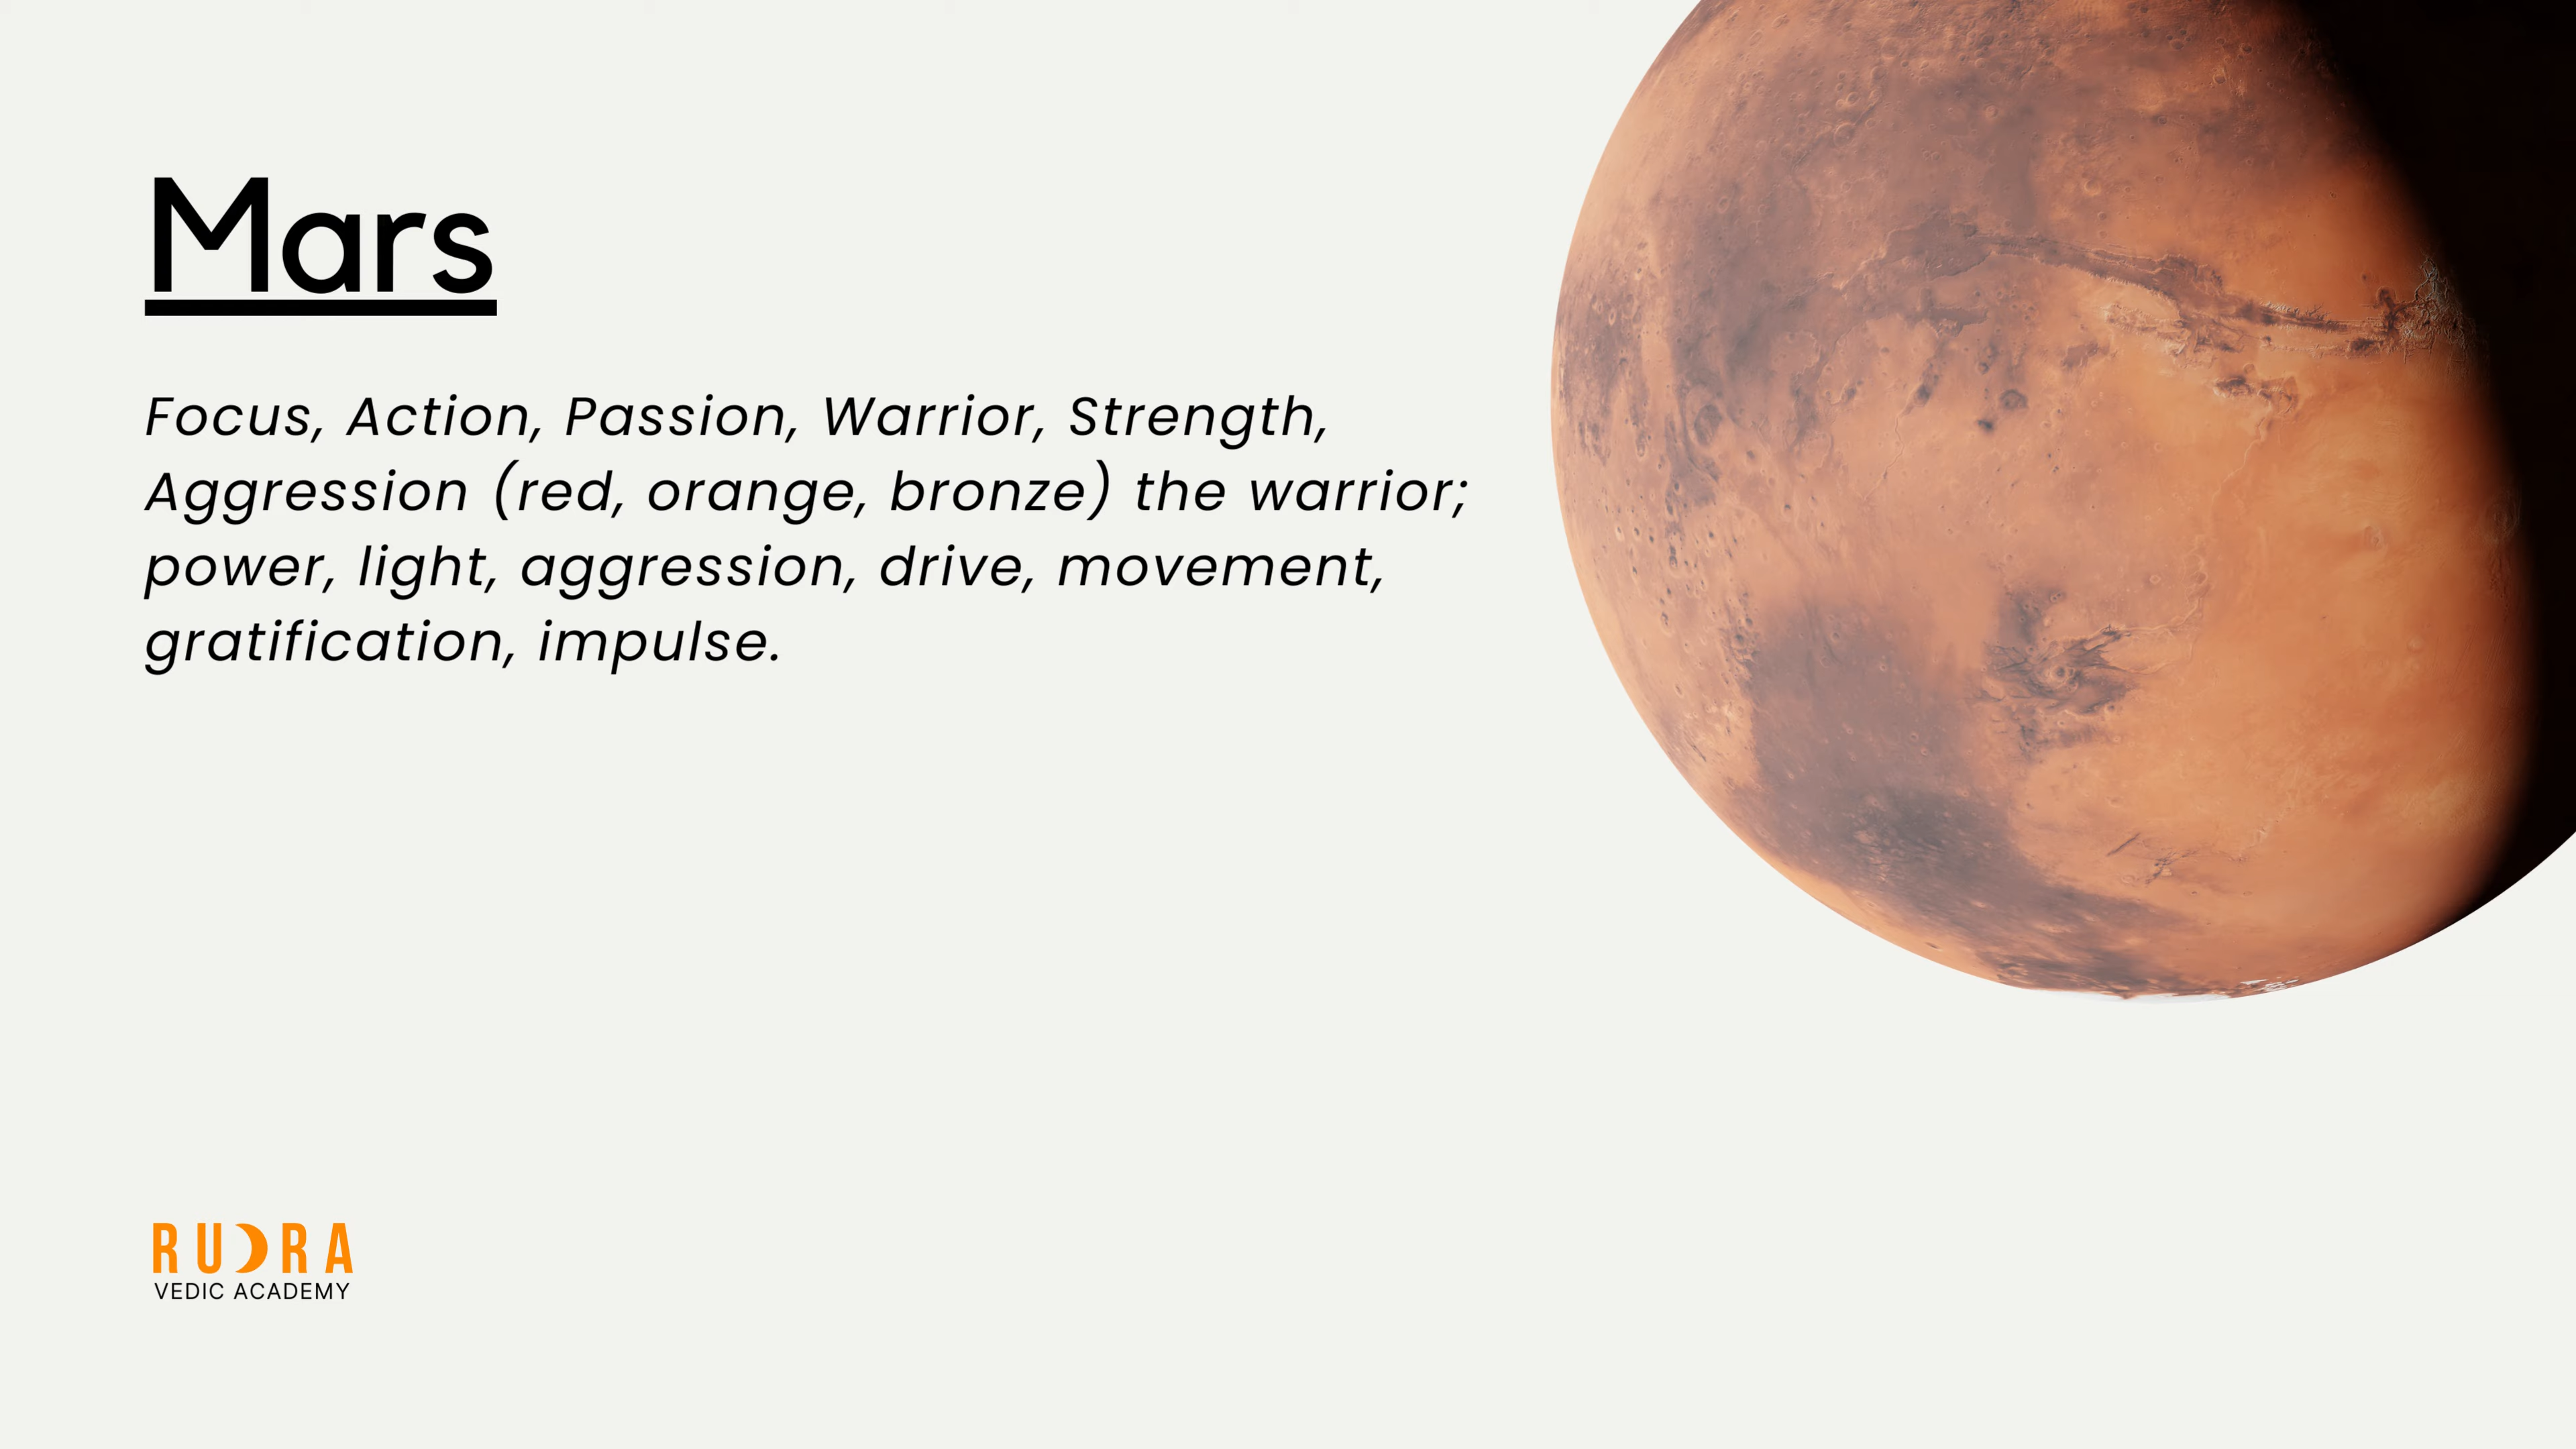 Mars
Focus, Action, Passion, Warrior, Strength,
Aggression (red, orange, bronze) the warrior;
power, light, aggression, drive, movement,
gratification, impulse.
RUDRA
VEDIC ACADEMY